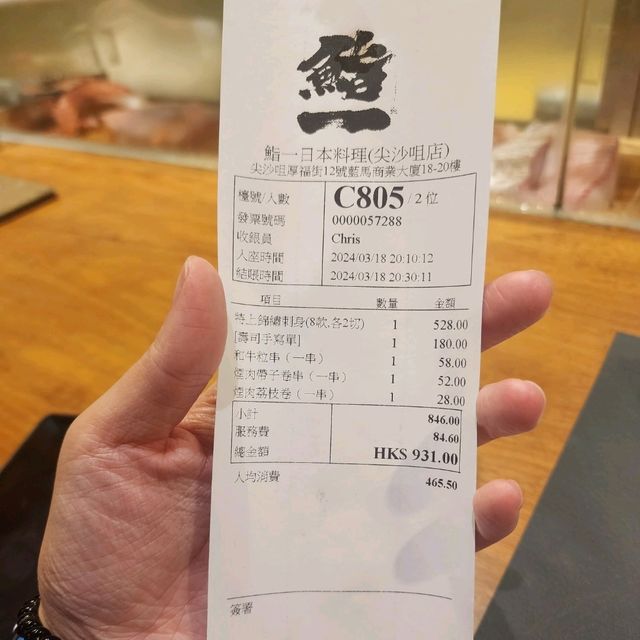 鮨一
鮨一日本料理(尖沙咀店)
尖沙咀厚福街12號藍馬商業大廈18-20樓
檯號/人數 C805 / 2 位
發票號碼 0000057288
收銀員 Chris
入座時間 2024/03/18 20:10:12
結賬時間 2024/03/18 20:30:11
項目 數量 金額
特上錦繡刺身(8款,各2切) 1 528.00
[壽司手寫單] 1 180.00
和牛粒串（一串） 1 58.00
煙肉帶子卷串（一串） 1 52.00
煙肉荔枝卷（一串） 1 28.00
小計 846.00
服務費 84.60
總金額 HK$ 931.00
人均消費 465.50
簽署